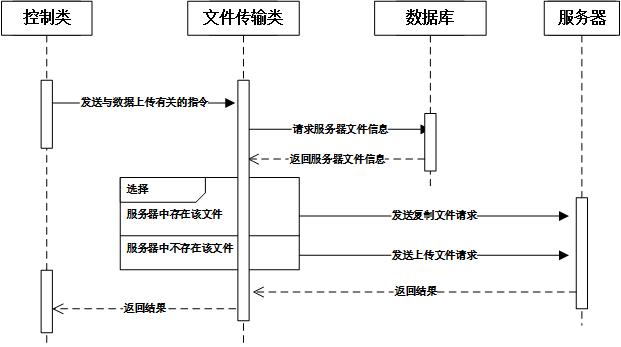 控制类
文件传输类
数据库
服务器
发送与数据上传有关的指令
请求服务器文件信息
返回服务器文件信息
选择
服务器中存在该文件
发送复制文件请求
服务器中不存在该文件
发送上传文件请求
返回结果
返回结果